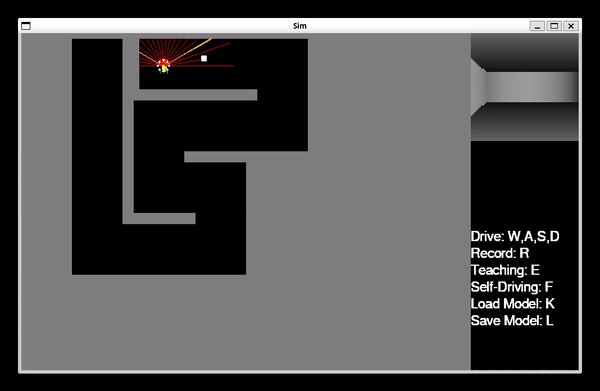 Sim
Drive: W,A,S,D
Record: R
Teaching: E
Self-Driving: F
Load Model: K
Save Model: L